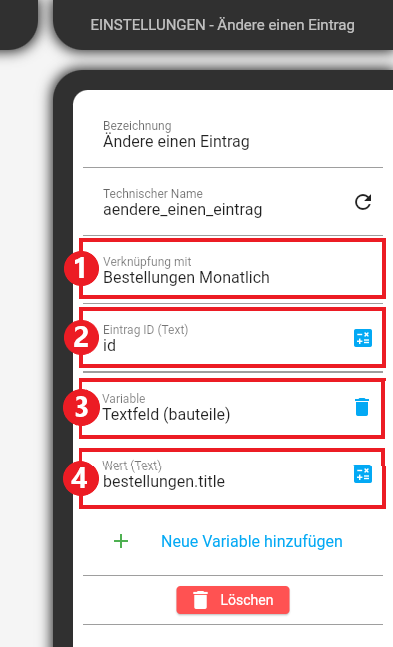 EINSTELLUNGEN - Ändere einen Eintrag
Bezeichnung
Ändere einen Eintrag
Technischer Name
aendere_einen_eintrag
1
Verknüpfung mit
Bestellungen Monatlich
2
Eintrag ID (Text)
id
3
Variable
Textfeld (bauteile)
4
Wert (Text)
bestellungen.title
Neue Variable hinzufügen
Löschen